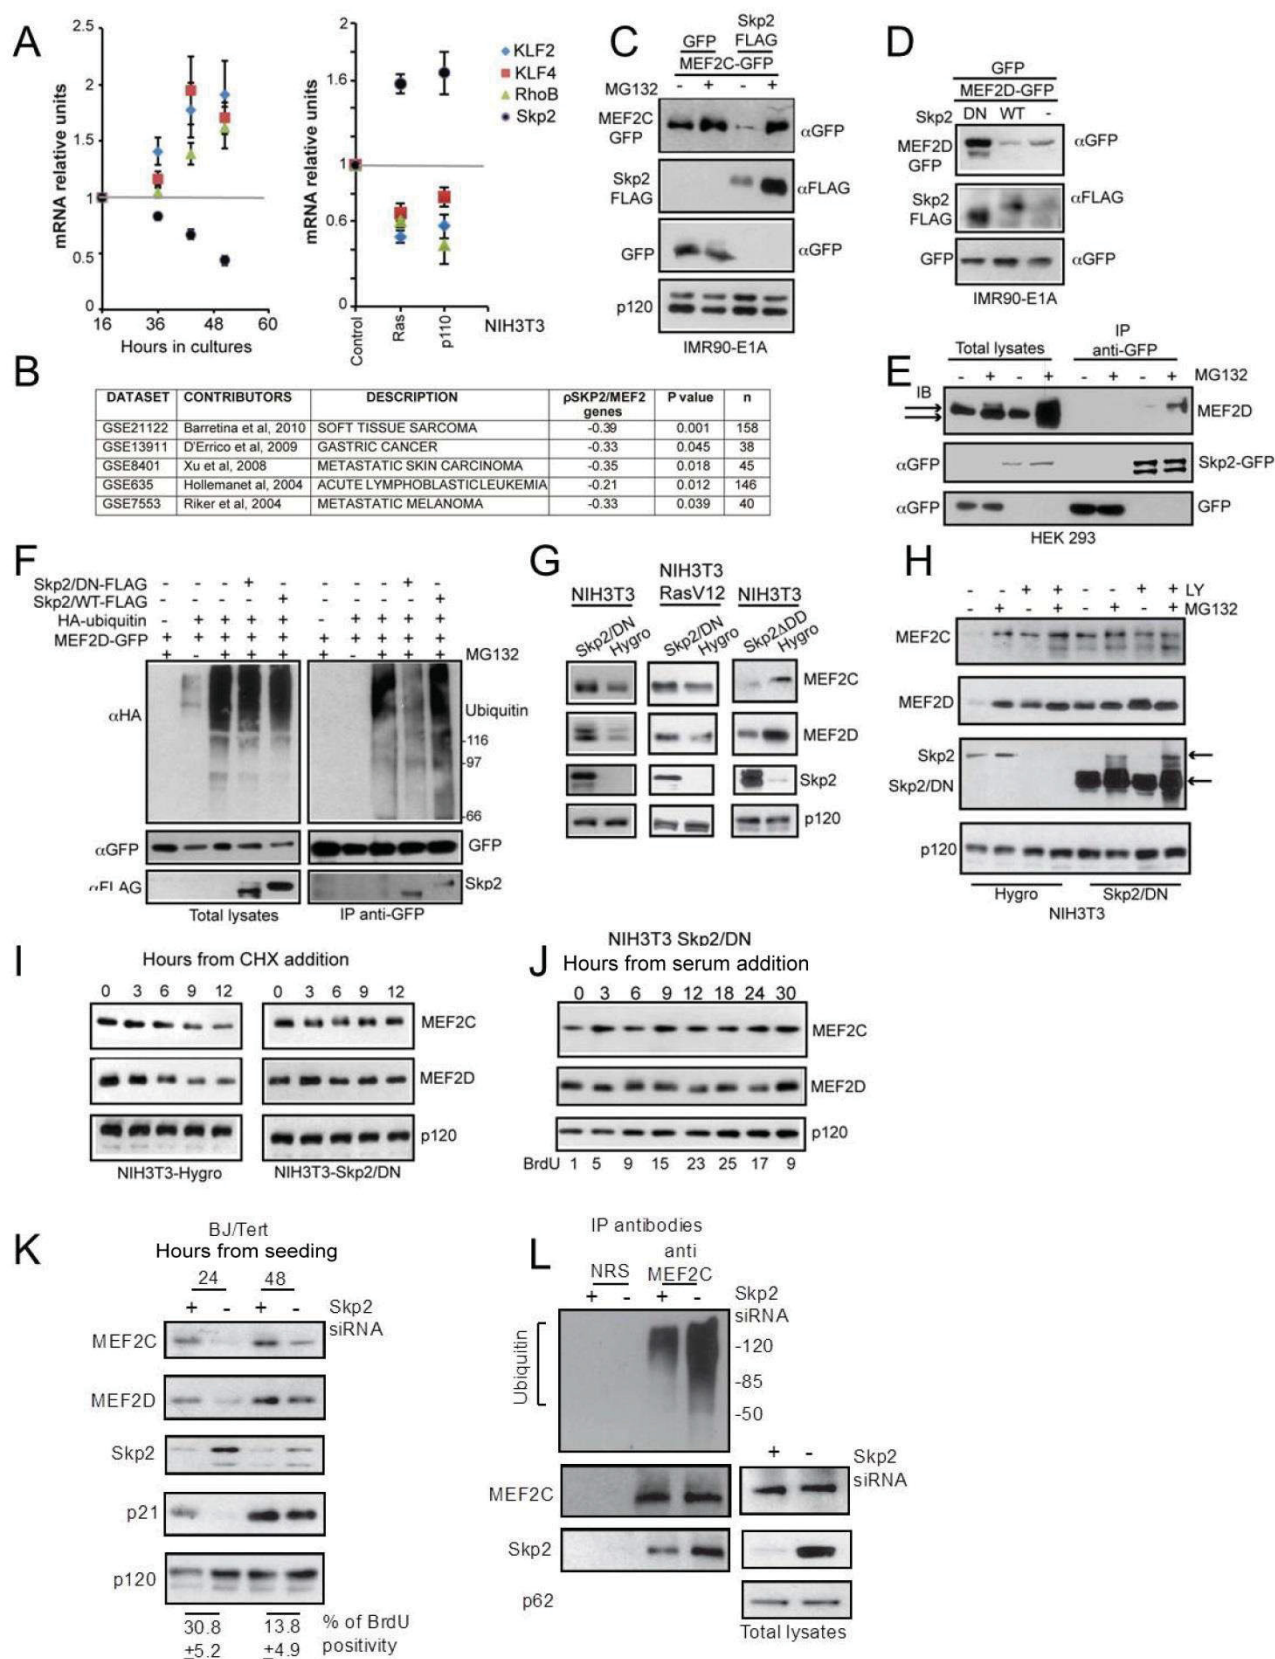 A
mRNA relative units
2.5
2
1.5
1
0.5
0
16 36 48 60
Hours in cultures
mRNA relative units
2
1.6
1
0.6
0
Control
Ras
p110
NIH3T3
KLF2
KLF4
RhoB
Skp2
B
DATASET CONTRIBUTORS DESCRIPTION ρSKP2/MEF2 genes P value n
GSE21122 Barretina et al, 2010 SOFT TISSUE SARCOMA -0.39 0.001 158
GSE13911 D'Errico et al, 2009 GASTRIC CANCER -0.33 0.045 38
GSE8401 Xu et al, 2008 METASTATIC SKIN CARCINOMA -0.35 0.018 45
GSE635 Hollemanet al, 2004 ACUTE LYMPHOBLASTICLEUKEMIA -0.21 0.012 146
GSE7553 Riker et al, 2004 METASTATIC MELANOMA -0.33 0.039 40
C
Skp2
GFP FLAG
MEF2C-GFP
MG132 - + - +
MEF2C
GFP
αGFP
Skp2
FLAG
αFLAG
GFP αGFP
p120
IMR90-E1A
D
GFP
MEF2D-GFP
Skp2 DN WT -
MEF2D
GFP
αGFP
Skp2
FLAG
αFLAG
GFP αGFP
IMR90-E1A
E
Total lysates
IP
anti-GFP
- + - + - + - + MG132
IB
MEF2D
αGFP Skp2-GFP
αGFP GFP
HEK 293
F
Skp2/DN-FLAG - - - + - - - - + -
Skp2/WT-FLAG - - - - + - - - - +
HA-ubiquitin - + + + + - + + + +
MEF2D-GFP + - + + + + - + + +
+ - + + + + - + + + MG132
αHA
Ubiquitin
-116
-97
-66
αGFP GFP
αFLAG Skp2
Total lysates IP anti-GFP
G
NIH3T3
NIH3T3
RasV12
NIH3T3
Skp2/DN
Hygro
Skp2/DN
Hygro
Skp2ΔDD
Hygro
MEF2C
MEF2D
Skp2
p120
H
- - + + - - + + LY
- + - + - + - + MG132
MEF2C
MEF2D
Skp2
Skp2/DN
p120
Hygro Skp2/DN
NIH3T3
I
Hours from CHX addition
0 3 6 9 12 0 3 6 9 12
MEF2C
MEF2D
p120
NIH3T3-Hygro NIH3T3-Skp2/DN
J
NIH3T3 Skp2/DN
Hours from serum addition
0 3 6 9 12 18 24 30
MEF2C
MEF2D
p120
BrdU 1 5 9 15 23 25 17 9
K
BJ/Tert
Hours from seeding
24 48
+ - + - Skp2
siRNA
MEF2C
MEF2D
Skp2
p21
p120
30.8 13.8 % of BrdU
±5.2 ±4.9 positivity
L
IP antibodies
anti
NRS MEF2C
+ - + - Skp2
siRNA
Ubiquitin
-120
-85
-50
+ - Skp2
siRNA
MEF2C
Skp2
p62
Total lysates